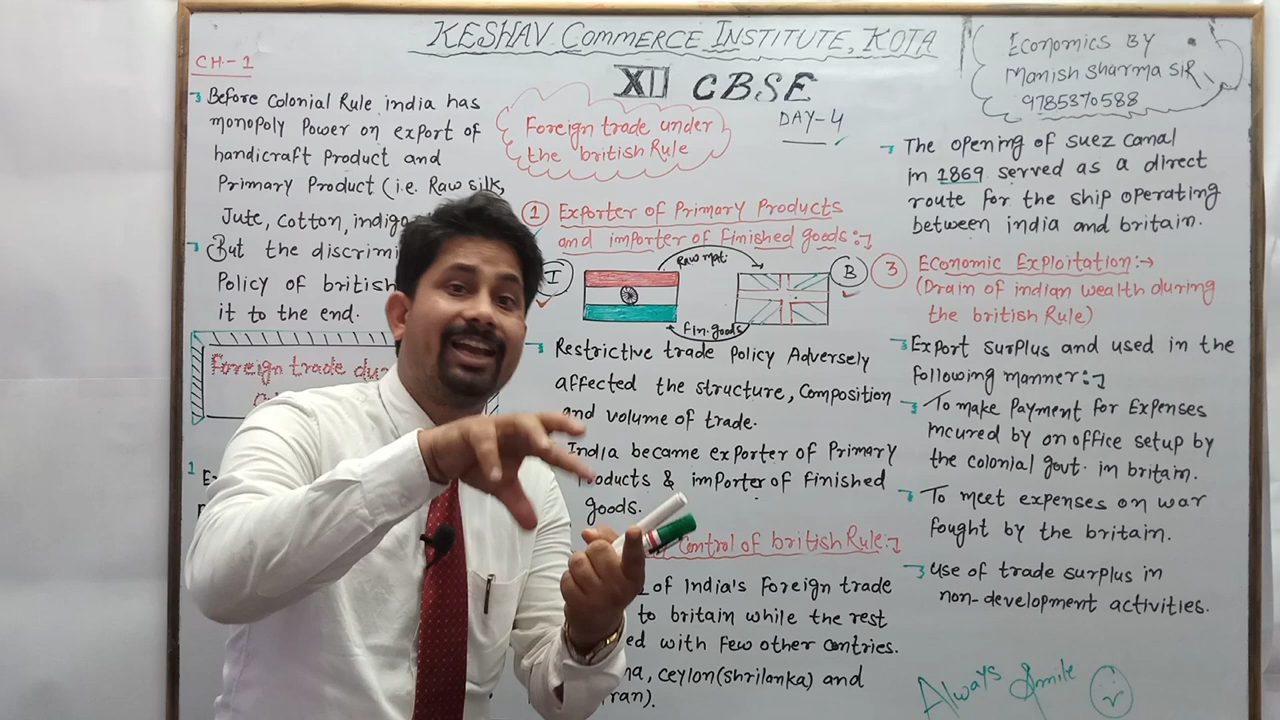 KESHAV COMMERCE INSTITUTE, KOTA
XII CBSE
DAY-4
Economics BY
Manish Sharma SIR
9785370588
CH.-1
Before Colonial Rule india has
monopoly Power on export of
handicraft Product and
Primary Product (i.e. Raw silk,
Jute, cotton, indigo
But the discrimi
Policy of british
it to the end.
Foreign trade du
1
Foreign trade under
the british Rule
1 Exporter of Primary Products
and importer of finished goods:-
I
Raw mat.
B
Fin. goods
Restrictive trade Policy Adversely
affected the structure, Composition
and volume of trade.
India became exporter of Primary
Products & importer of finished
goods.
Control of british Rule:-
of India's Foreign trade
to britain while the rest
ed with few other contries.
na, ceylon(shrilanka) and
ran).
The opening of suez canal
in 1869 served as a direct
route for the ship operating
between india and britain.
3 Economic Exploitation:→
(Drain of indian wealth during
the british Rule)
Export surplus and used in the
following manner:-
To make Payment for Expenses
incured by on office setup by
the colonial govt. in britain.
To meet expenses on war
fought by the britain.
Use of trade surplus in
non-development activities.
Always Smile